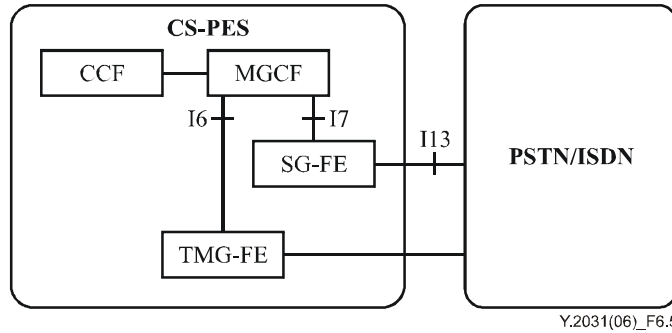 CS-PES
CCF
MGCF
I6
I7
I13
SG-FE
PSTN/ISDN
TMG-FE
Y.2031(06)_F6.5